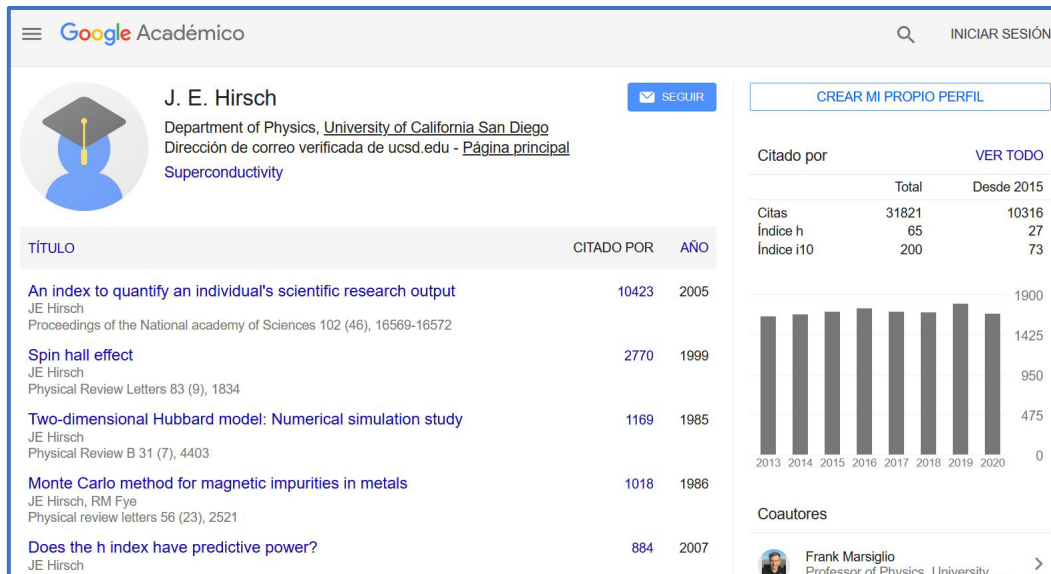 Google Académico
INICIAR SESIÓN
J. E. Hirsch
SEGUIR
Department of Physics, University of California San Diego
Dirección de correo verificada de ucsd.edu - Página principal
Superconductivity
TÍTULO CITADO POR AÑO
An index to quantify an individual's scientific research output 10423 2005
JE Hirsch
Proceedings of the National academy of Sciences 102 (46), 16569-16572
Spin hall effect 2770 1999
JE Hirsch
Physical Review Letters 83 (9), 1834
Two-dimensional Hubbard model: Numerical simulation study 1169 1985
JE Hirsch
Physical Review B 31 (7), 4403
Monte Carlo method for magnetic impurities in metals 1018 1986
JE Hirsch, RM Fye
Physical review letters 56 (23), 2521
Does the h index have predictive power? 884 2007
JE Hirsch
CREAR MI PROPIO PERFIL
Citado por VER TODO
Total Desde 2015
Citas 31821 10316
Índice h 65 27
Índice i10 200 73
1900
1425
950
475
0
2013 2014 2015 2016 2017 2018 2019 2020
Coautores
Frank Marsiglio
Professor of Physics, University ...